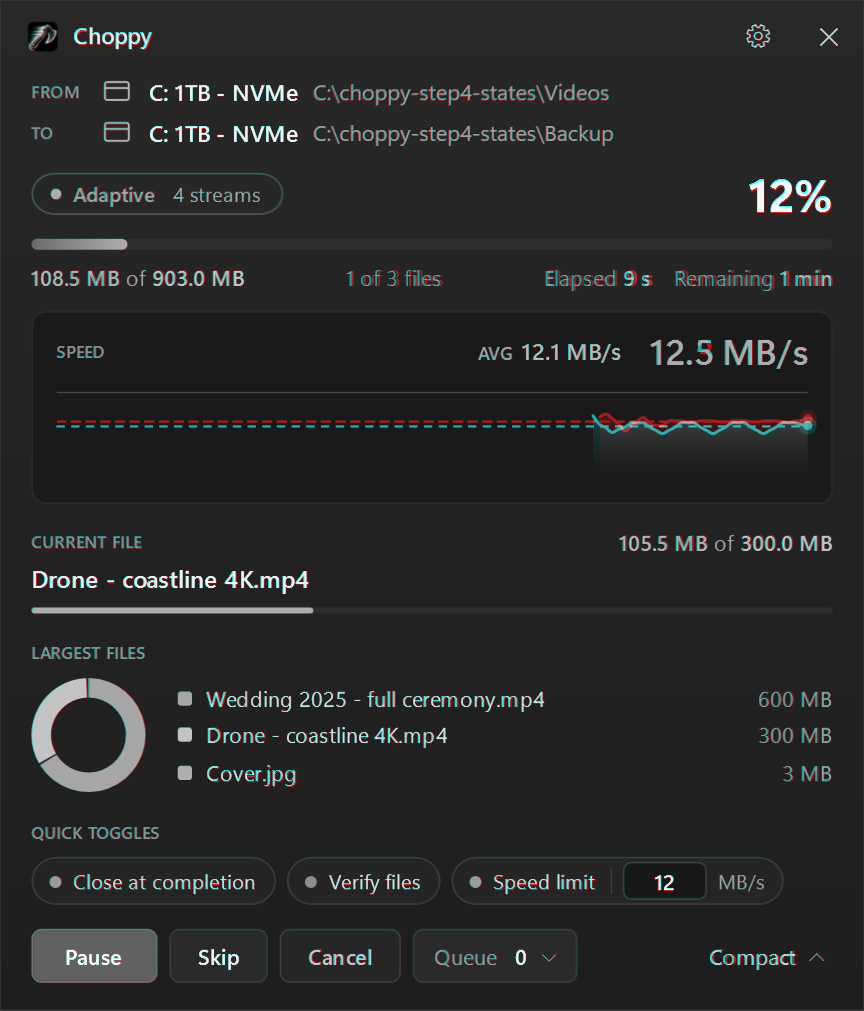 Choppy
FROM C: 1TB - NVMe C:\choppy-step4-states\Videos
TO C: 1TB - NVMe C:\choppy-step4-states\Backup
Adaptive 4 streams 12%
108.5 MB of 903.0 MB 1 of 3 files Elapsed 9 s Remaining 1 min
SPEED AVG 12.1 MB/s 12.5 MB/s
CURRENT FILE 105.5 MB of 300.0 MB
Drone - coastline 4K.mp4
LARGEST FILES
Wedding 2025 - full ceremony.mp4 600 MB
Drone - coastline 4K.mp4 300 MB
Cover.jpg 3 MB
QUICK TOGGLES
Close at completion Verify files Speed limit 12 MB/s
Pause Skip Cancel Queue 0 Compact